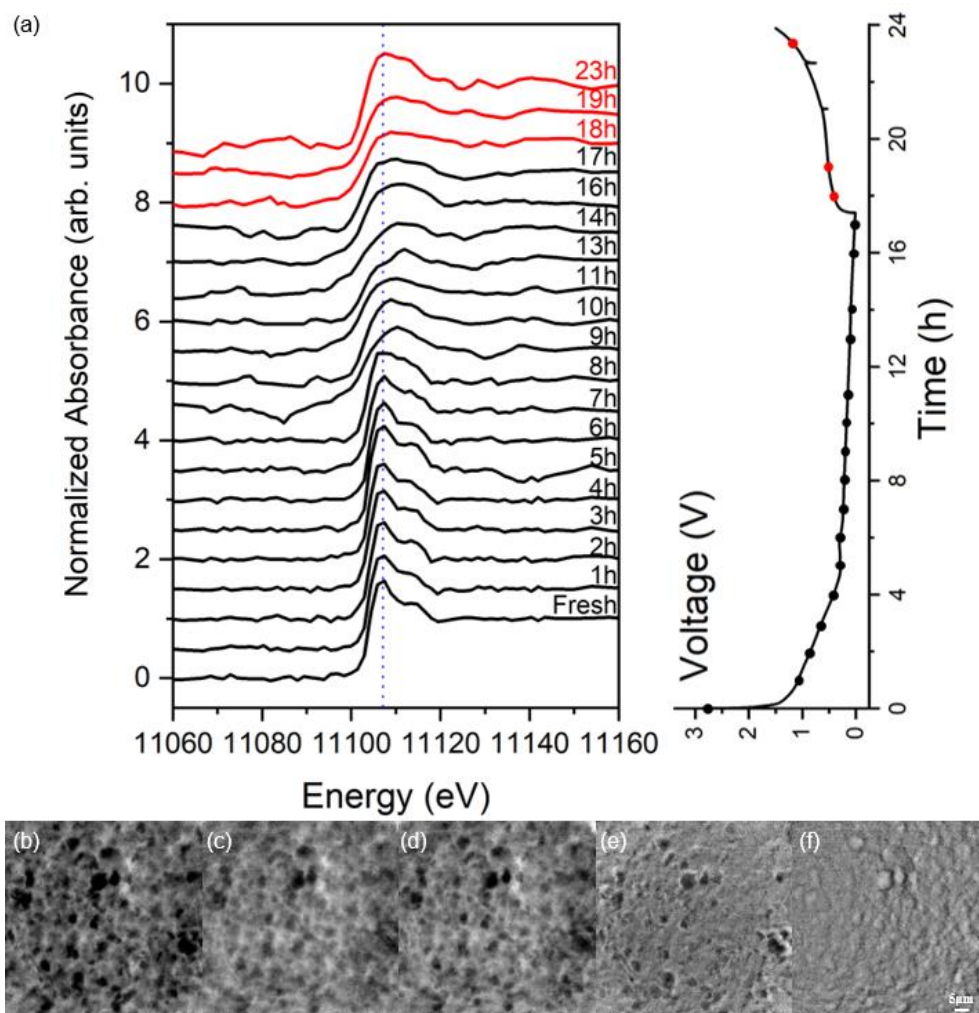 (a)
Normalized Absorbance (arb. units)
10
8
6
4
2
0
23h
19h
18h
17h
16h
14h
13h
11h
10h
9h
8h
7h
6h
5h
4h
3h
2h
1h
Fresh
11060 11080 11100 11120 11140 11160
Energy (eV)
24
20
16
12
8
4
0
Time (h)
Voltage (V)
3 2 1 0
(b) (c) (d) (e) (f)
5μm